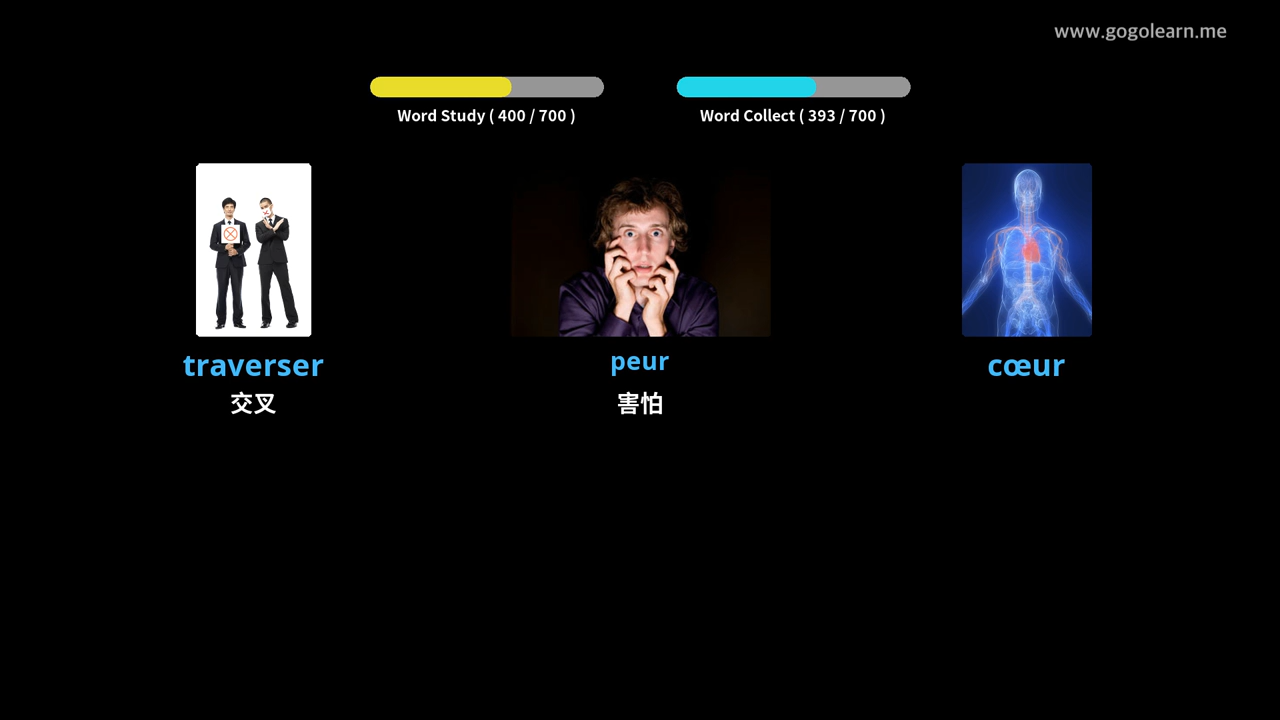 www.gogolearn.me
Word Study ( 400 / 700 )
Word Collect ( 393 / 700 )
traverser
交叉
peur
害怕
cœur